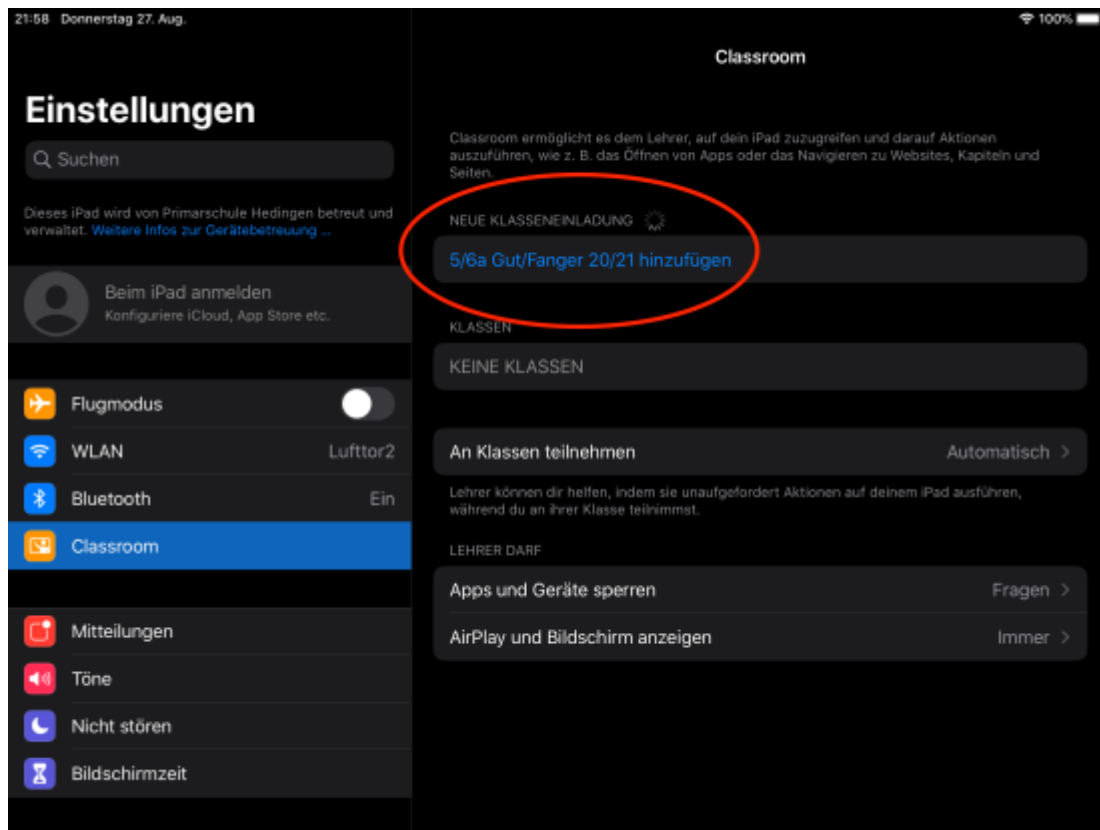 21:58 Donnerstag 27. Aug.
100%
Einstellungen
Suchen
Dieses iPad wird von Primarschule Hedingen betreut und
verwaltet. Weitere Infos zur Gerätebetreuung ...
Beim iPad anmelden
Konfiguriere iCloud, App Store etc.
Flugmodus
WLAN Lufttor2
Bluetooth Ein
Classroom
Mitteilungen
Töne
Nicht stören
Bildschirmzeit
Classroom
Classroom ermöglicht es dem Lehrer, auf dein iPad zuzugreifen und darauf Aktionen
auszuführen, wie z. B. das Öffnen von Apps oder das Navigieren zu Websites, Kapiteln und
Seiten.
NEUE KLASSENEINLADUNG
5/6a Gut/Fanger 20/21 hinzufügen
KLASSEN
KEINE KLASSEN
An Klassen teilnehmen Automatisch
Lehrer können dir helfen, indem sie unaufgefordert Aktionen auf deinem iPad ausführen,
während du an ihrer Klasse teilnimmst.
LEHRER DARF
Apps und Geräte sperren Fragen
AirPlay und Bildschirm anzeigen Immer